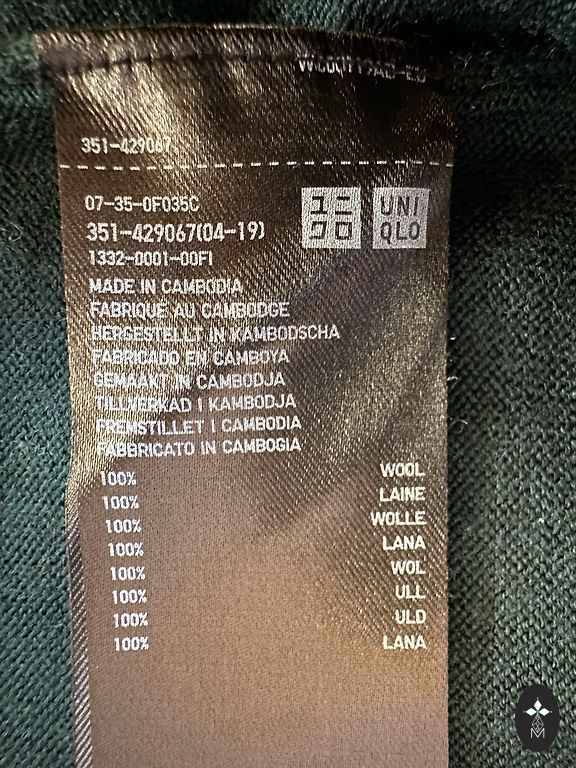 351-429067
07-35-0F035C
351-429067(04-19)
1332-0001-00FI
ユニ
クロ
UNI
QLO
MADE IN CAMBODIA
FABRIQUÉ AU CAMBODGE
HERGESTELLT IN KAMBODSCHA
FABRICADO EN CAMBOYA
GEMAAKT IN CAMBODJA
TILLVERKAD I KAMBODJA
FREMSTILLET I CAMBODIA
FABBRICATO IN CAMBOGIA
100% WOOL
100% LAINE
100% WOLLE
100% LANA
100% WOL
100% ULL
100% ULD
100% LANA
M